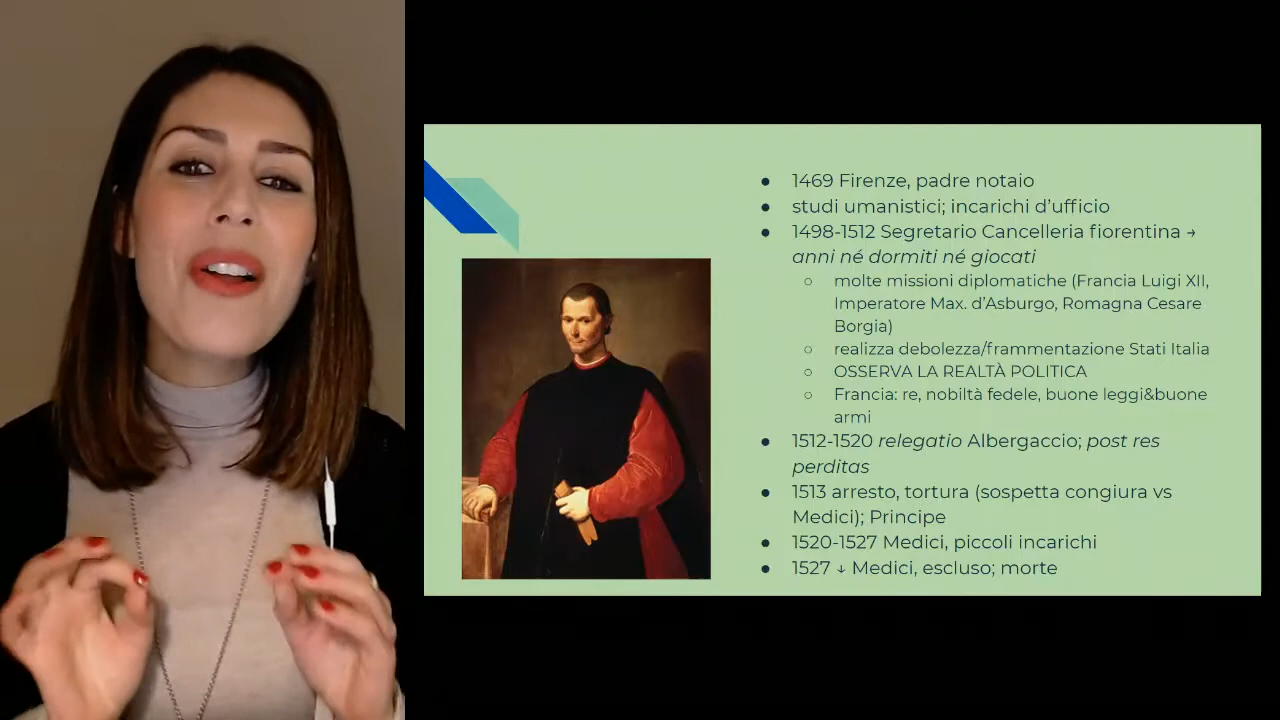 ● 1469 Firenze, padre notaio
● studi umanistici; incarichi d'ufficio
● 1498-1512 Segretario Cancelleria fiorentina →
anni né dormiti né giocati
○ molte missioni diplomatiche (Francia Luigi XII,
Imperatore Max. d'Asburgo, Romagna Cesare
Borgia)
○ realizza debolezza/frammentazione Stati Italia
○ OSSERVA LA REALTÀ POLITICA
○ Francia: re, nobiltà fedele, buone leggi&buone
armi
● 1512-1520 relegatio Albergaccio; post res
perditas
● 1513 arresto, tortura (sospetta congiura vs
Medici); Principe
● 1520-1527 Medici, piccoli incarichi
● 1527 ↓ Medici, escluso; morte